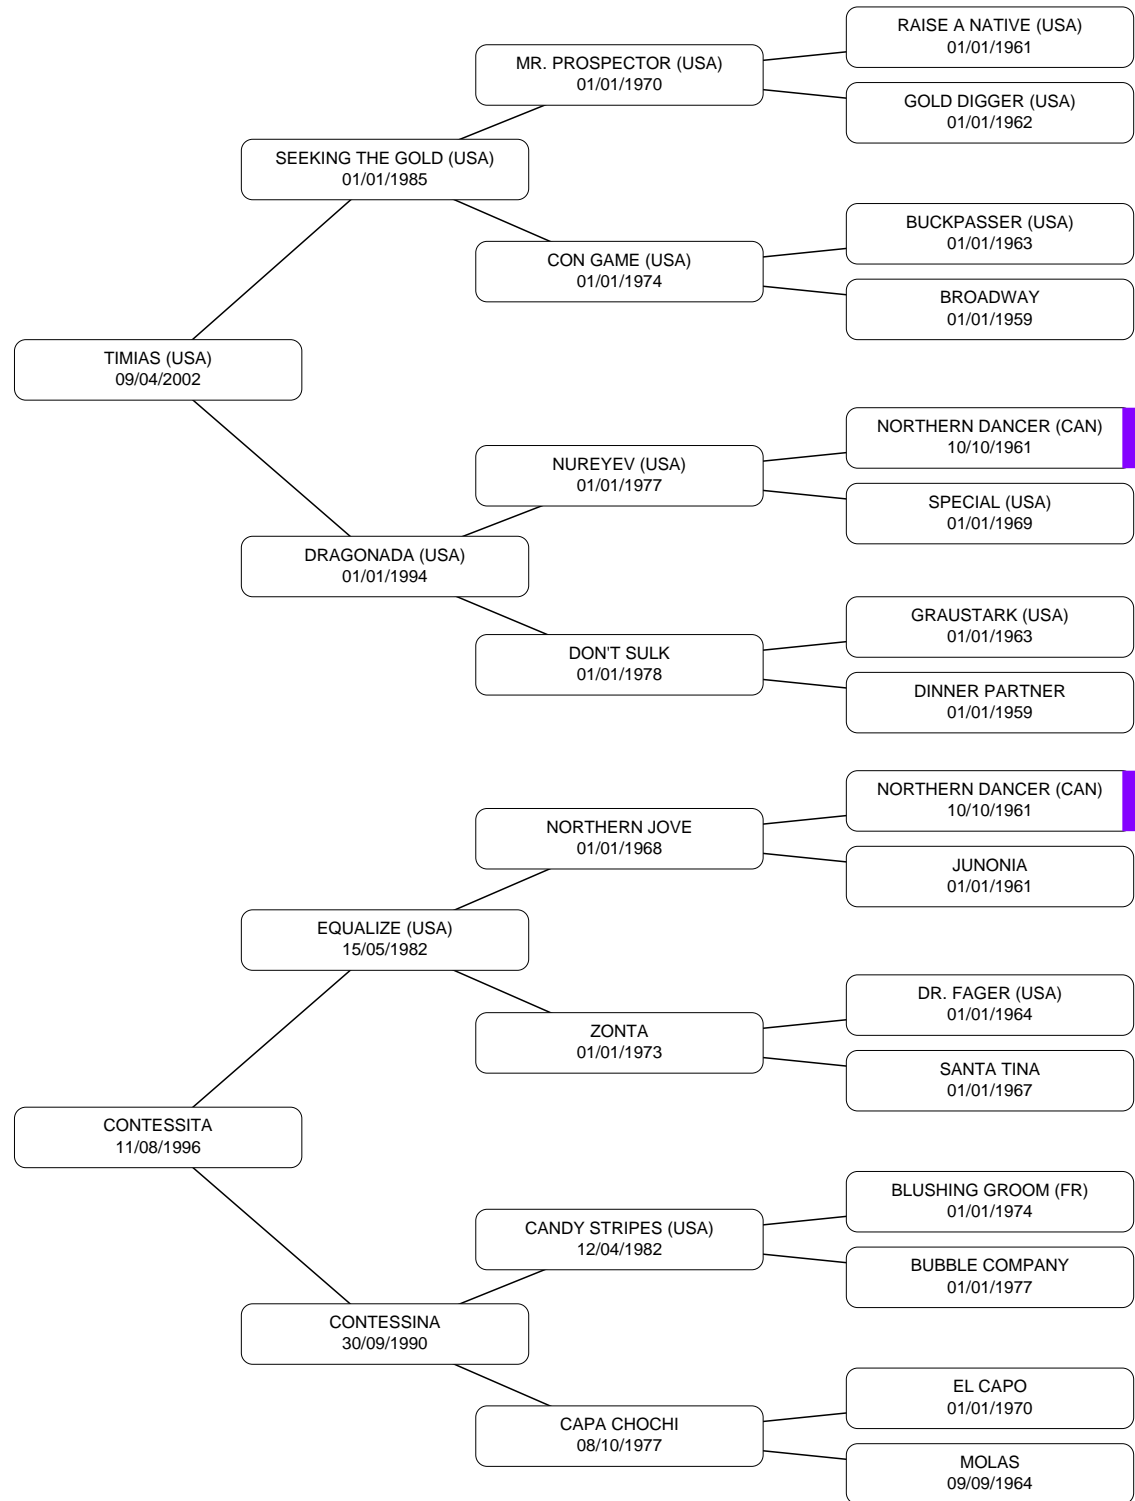 RAISE A NATIVE (USA)
01/01/1961
MR. PROSPECTOR (USA)
01/01/1970
GOLD DIGGER (USA)
01/01/1962
SEEKING THE GOLD (USA)
01/01/1985
BUCKPASSER (USA)
01/01/1963
CON GAME (USA)
01/01/1974
BROADWAY
01/01/1959
TIMIAS (USA)
09/04/2002
NORTHERN DANCER (CAN)
10/10/1961
NUREYEV (USA)
01/01/1977
SPECIAL (USA)
01/01/1969
DRAGONADA (USA)
01/01/1994
GRAUSTARK (USA)
01/01/1963
DON'T SULK
01/01/1978
DINNER PARTNER
01/01/1959
NORTHERN DANCER (CAN)
10/10/1961
NORTHERN JOVE
01/01/1968
JUNONIA
01/01/1961
EQUALIZE (USA)
15/05/1982
DR. FAGER (USA)
01/01/1964
ZONTA
01/01/1973
SANTA TINA
01/01/1967
CONTESSITA
11/08/1996
BLUSHING GROOM (FR)
01/01/1974
CANDY STRIPES (USA)
12/04/1982
BUBBLE COMPANY
01/01/1977
CONTESSINA
30/09/1990
EL CAPO
01/01/1970
CAPA CHOCHI
08/10/1977
MOLAS
09/09/1964